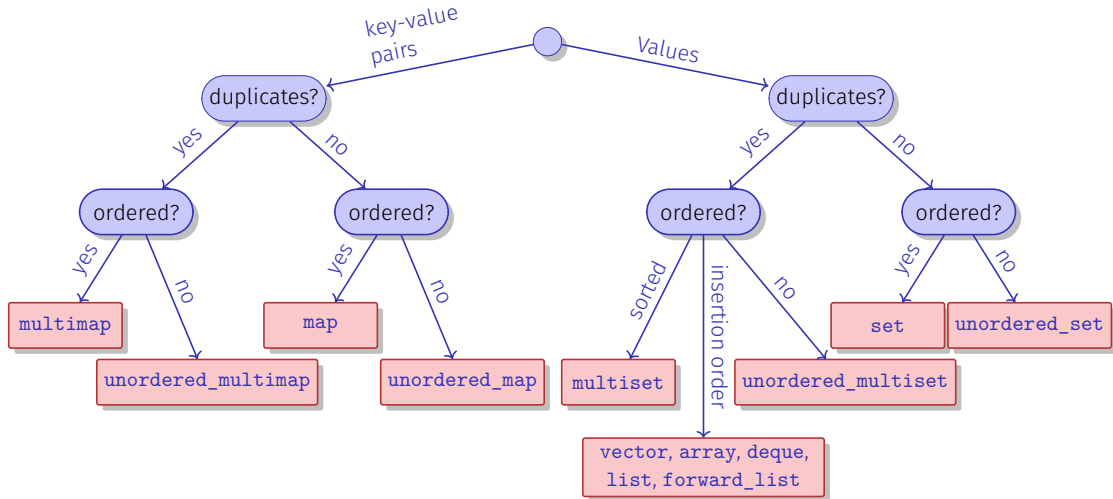 key-value
pairs
Values
duplicates?
duplicates?
yes
no
yes
no
ordered?
ordered?
ordered?
ordered?
yes
no
yes
no
sorted
insertion order
no
yes
no
multimap
map
set
unordered_set
unordered_multimap
unordered_map
multiset
unordered_multiset
vector, array, deque,
list, forward_list